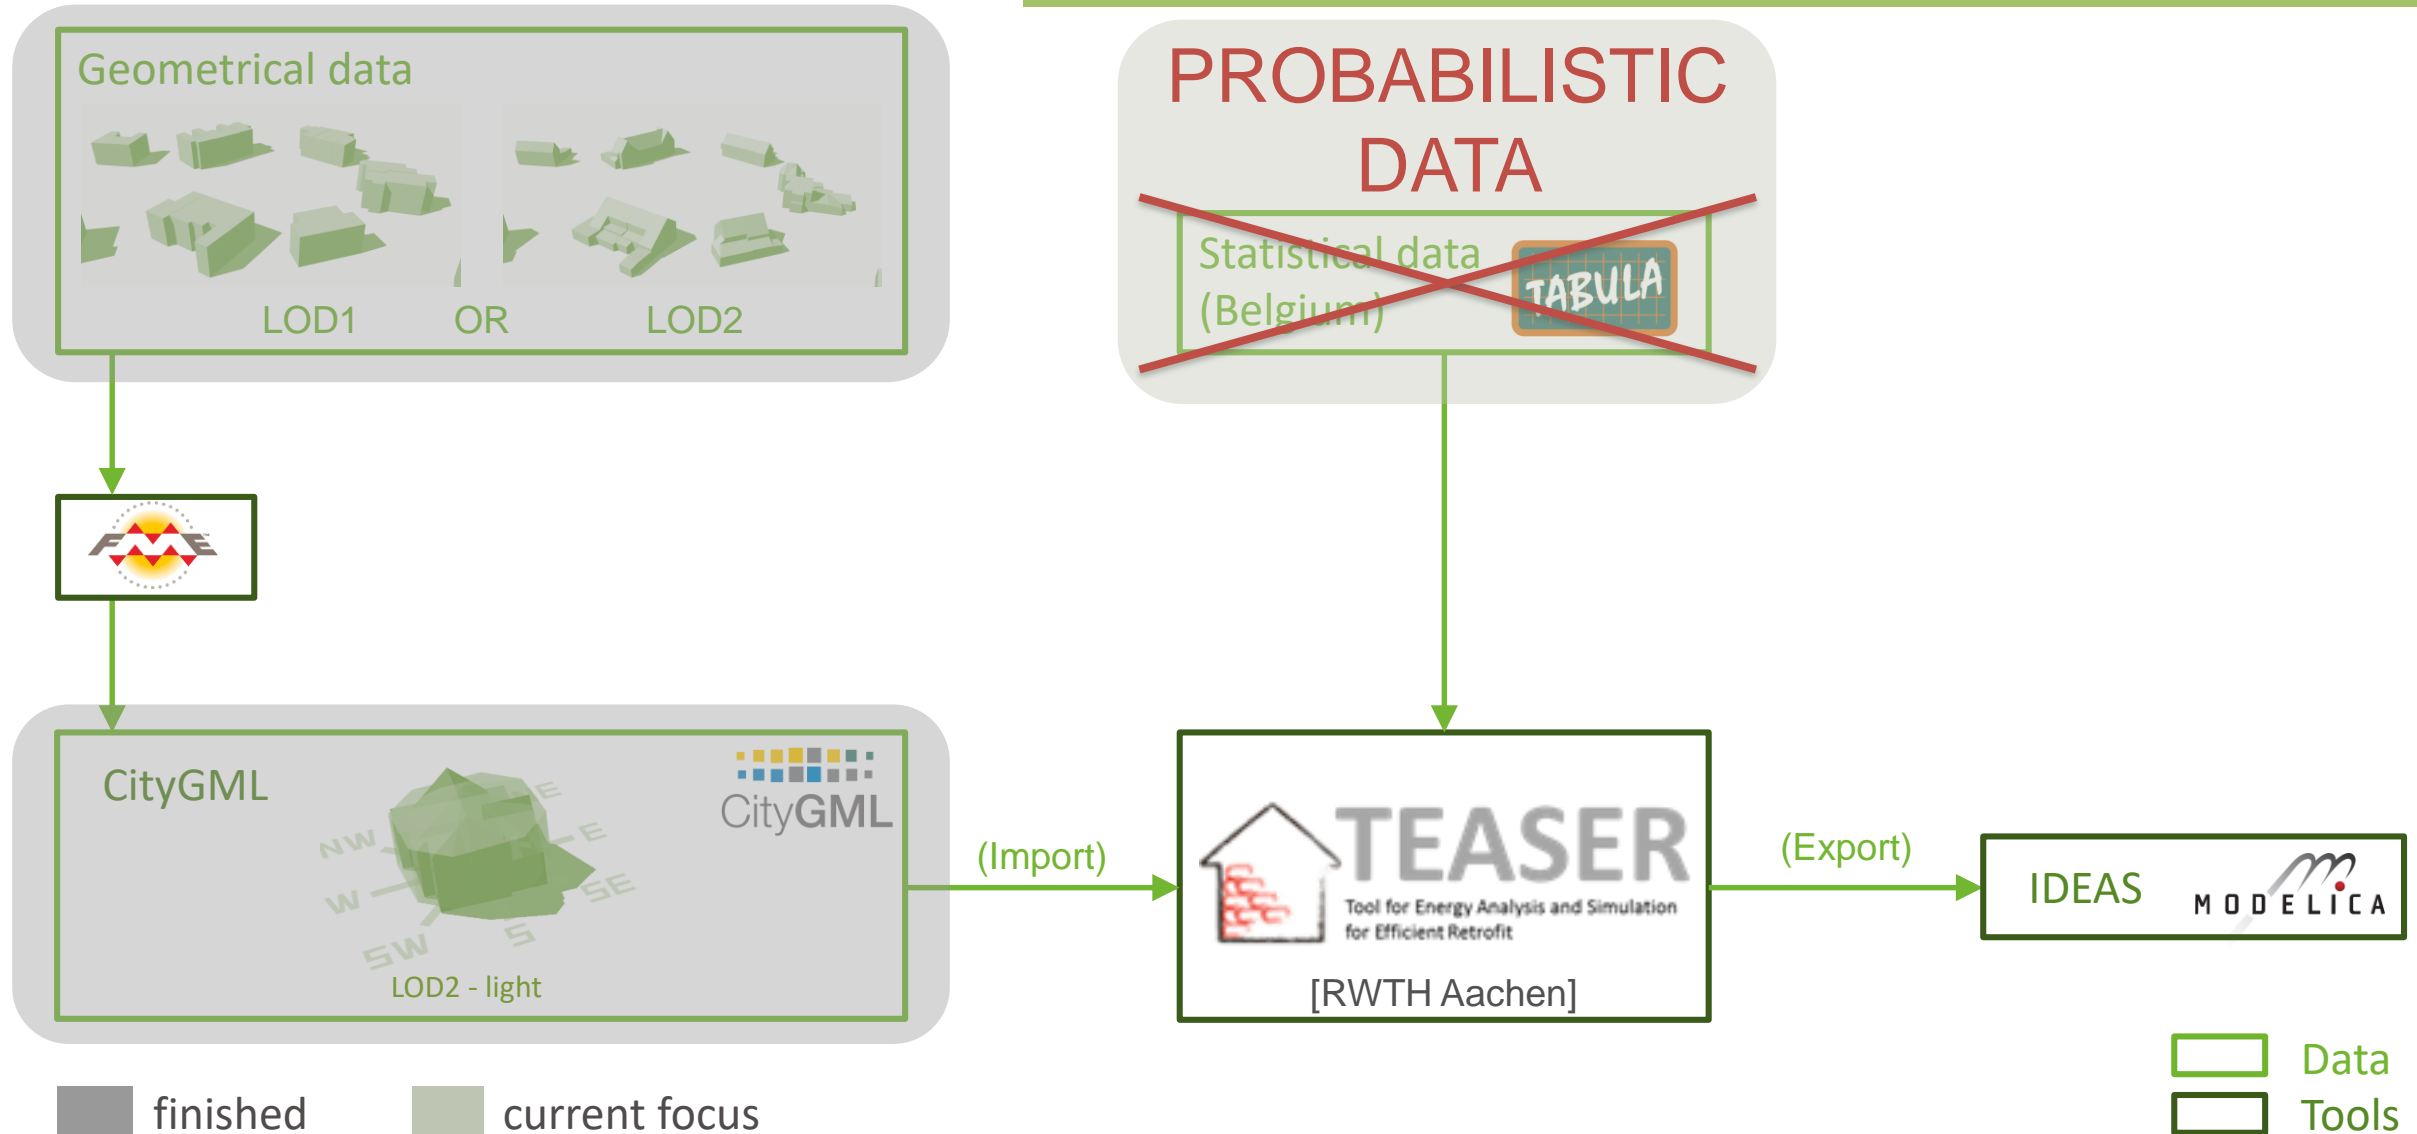 Geometrical data
LOD1 OR LOD2
PROBABILISTIC
DATA
Statistical data
(Belgium)
TABULA
FME
CityGML
CityGML
NW
E
W
SE
SW
S
LOD2 - light
(Import)
TEASER
Tool for Energy Analysis and Simulation
for Efficient Retrofit
[RWTH Aachen]
(Export)
IDEAS
MODELICA
finished
current focus
Data
Tools